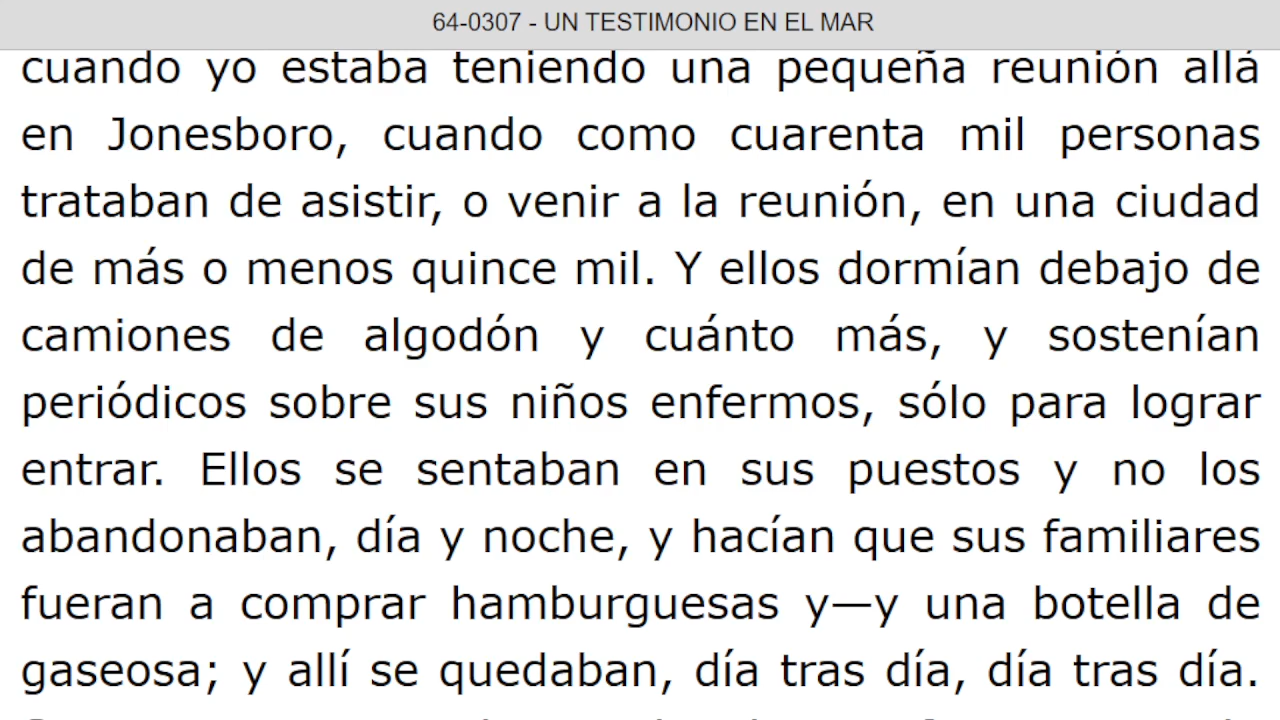 64-0307 - UN TESTIMONIO EN EL MAR
cuando yo estaba teniendo una pequeña reunión allá
en Jonesboro, cuando como cuarenta mil personas
trataban de asistir, o venir a la reunión, en una ciudad
de más o menos quince mil. Y ellos dormían debajo de
camiones de algodón y cuánto más, y sostenían
periódicos sobre sus niños enfermos, sólo para lograr
entrar. Ellos se sentaban en sus puestos y no los
abandonaban, día y noche, y hacían que sus familiares
fueran a comprar hamburguesas y—y una botella de
gaseosa; y allí se quedaban, día tras día, día tras día.